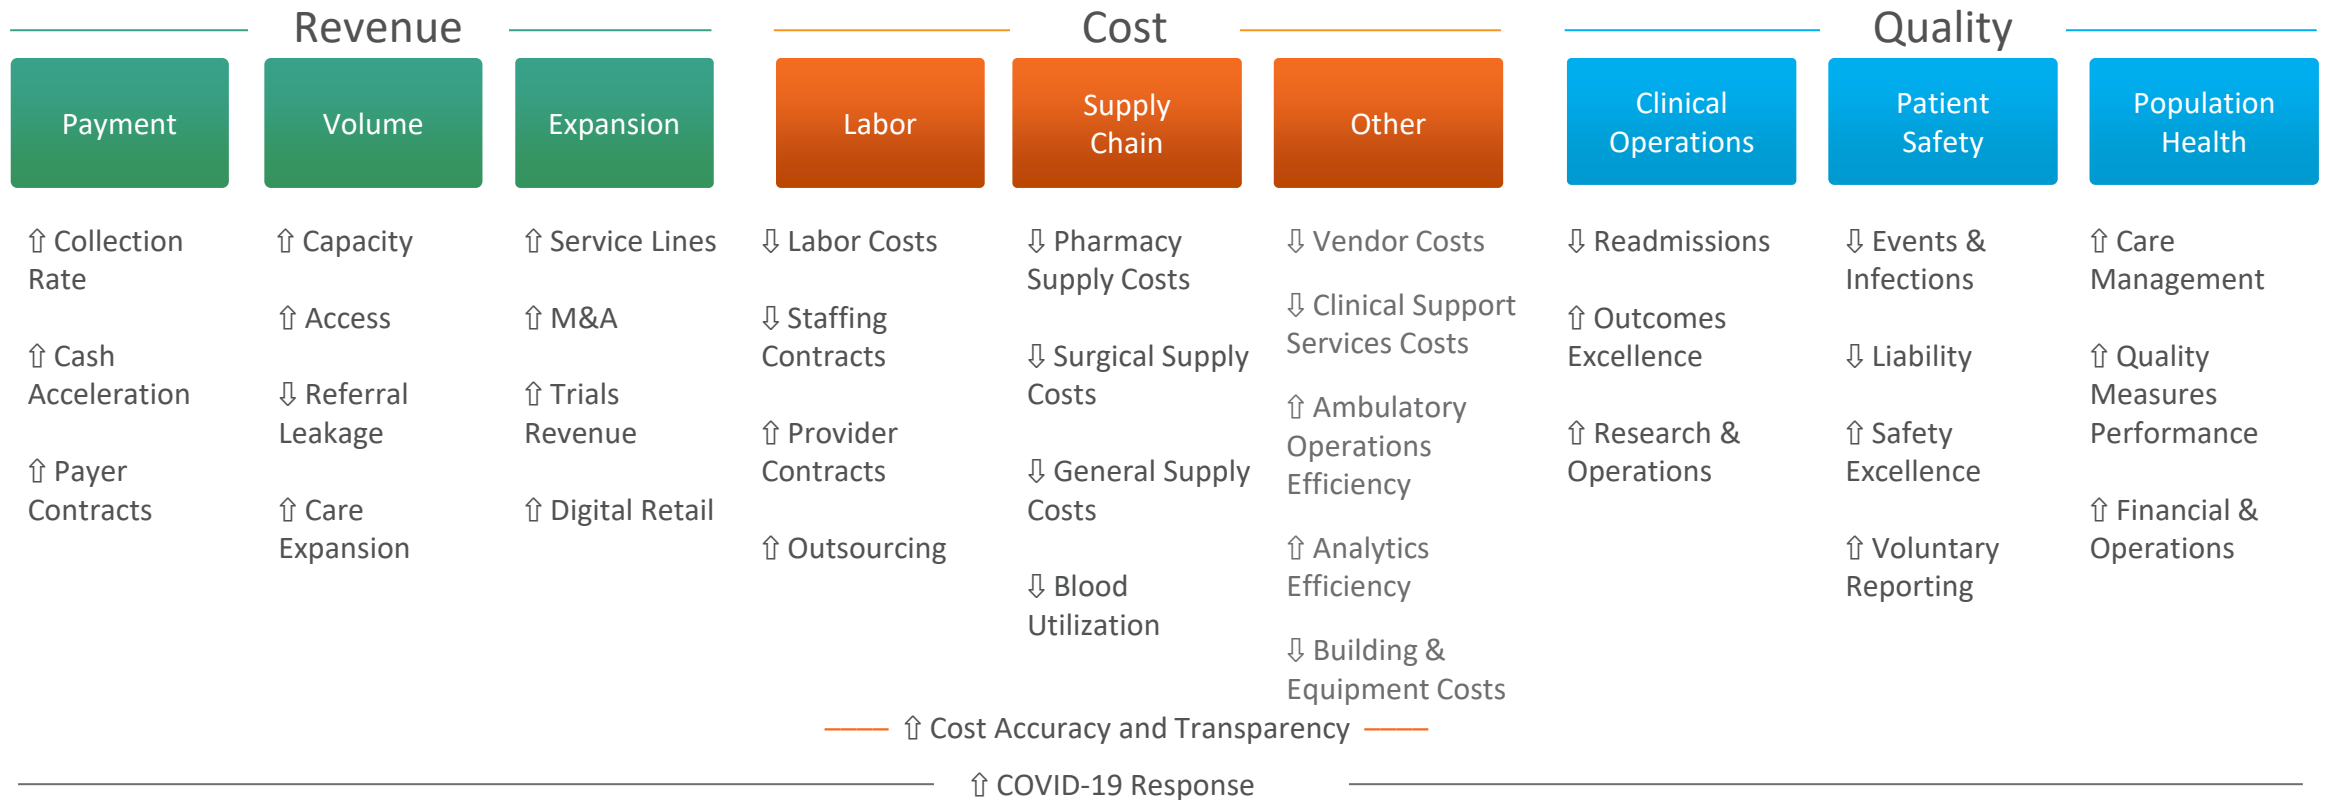 Revenue
Payment
⇧ Collection
Rate
⇧ Cash
Acceleration
⇧ Payer
Contracts
Volume
⇧ Capacity
⇧ Access
⇩ Referral
Leakage
⇧ Care
Expansion
Expansion
⇧ Service Lines
⇧ M&A
⇧ Trials
Revenue
⇧ Digital Retail
Cost
Labor
⇩ Labor Costs
⇩ Staffing
Contracts
⇧ Provider
Contracts
⇧ Outsourcing
Supply
Chain
⇩ Pharmacy
Supply Costs
⇩ Surgical Supply
Costs
⇩ General Supply
Costs
⇩ Blood
Utilization
Other
⇩ Vendor Costs
⇩ Clinical Support
Services Costs
⇧ Ambulatory
Operations
Efficiency
⇧ Analytics
Efficiency
⇩ Building &
Equipment Costs
⇧ Cost Accuracy and Transparency
Quality
Clinical
Operations
⇩ Readmissions
⇧ Outcomes
Excellence
⇧ Research &
Operations
Patient
Safety
⇩ Events &
Infections
⇩ Liability
⇧ Safety
Excellence
⇧ Voluntary
Reporting
Population
Health
⇧ Care
Management
⇧ Quality
Measures
Performance
⇧ Financial &
Operations
⇧ COVID-19 Response